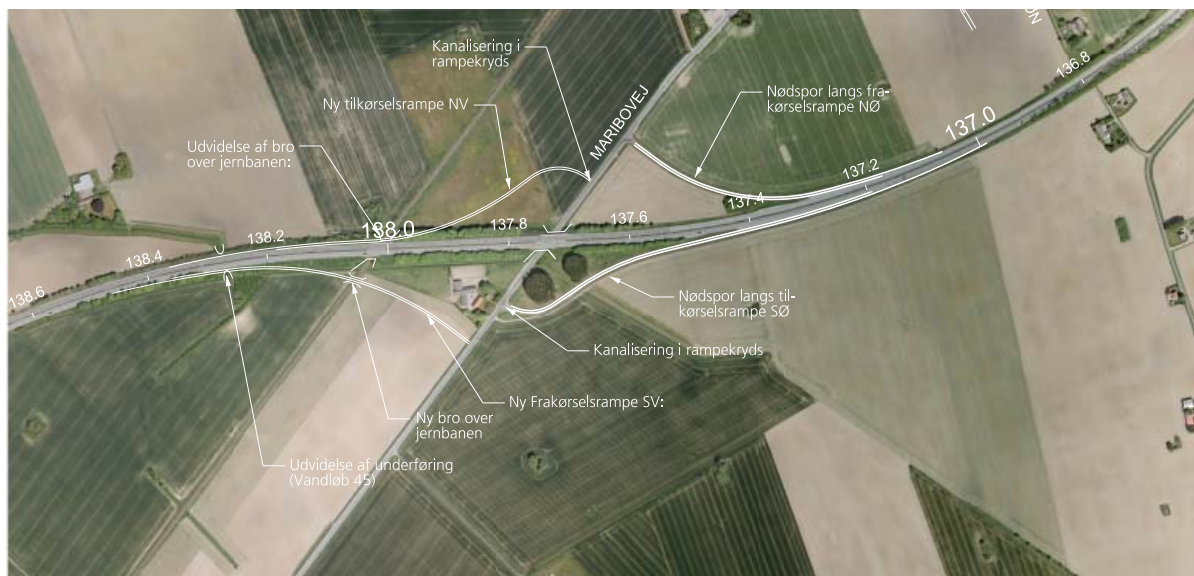 Kanalisering i
rampekryds
Ny tilkørselsrampe NV
Udvidelse af bro
over jernbanen:
MARIBOVEJ
Nødspor langs fra-
kørselsrampe NØ
136.8
137.0
137.2
137.4
137.6
137.8
138.0
138.2
138.4
138.6
Nødspor langs til-
kørselsrampe SØ
Kanalisering i rampekryds
Ny Frakørselsrampe SV:
Ny bro over
jernbanen
Udvidelse af underføring
(Vandløb 45)